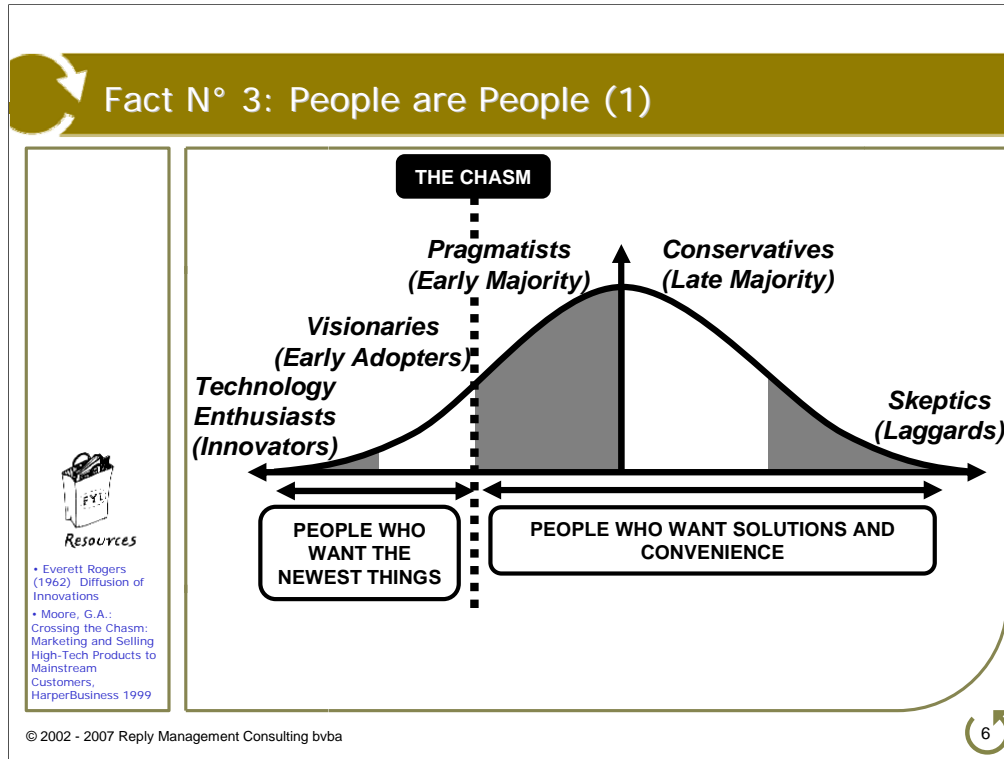 Fact N° 3: People are People (1)
THE CHASM
Pragmatists
(Early Majority)
Conservatives
(Late Majority)
Visionaries
(Early Adopters)
Technology
Enthusiasts
(Innovators)
Skeptics
(Laggards)
PEOPLE WHO
WANT THE
NEWEST THINGS
PEOPLE WHO WANT SOLUTIONS AND
CONVENIENCE
FYI
Resources
• Everett Rogers
(1962) Diffusion of
Innovations
• Moore, G.A.:
Crossing the Chasm:
Marketing and Selling
High-Tech Products to
Mainstream
Customers,
HarperBusiness 1999
© 2002 - 2007 Reply Management Consulting bvba
6